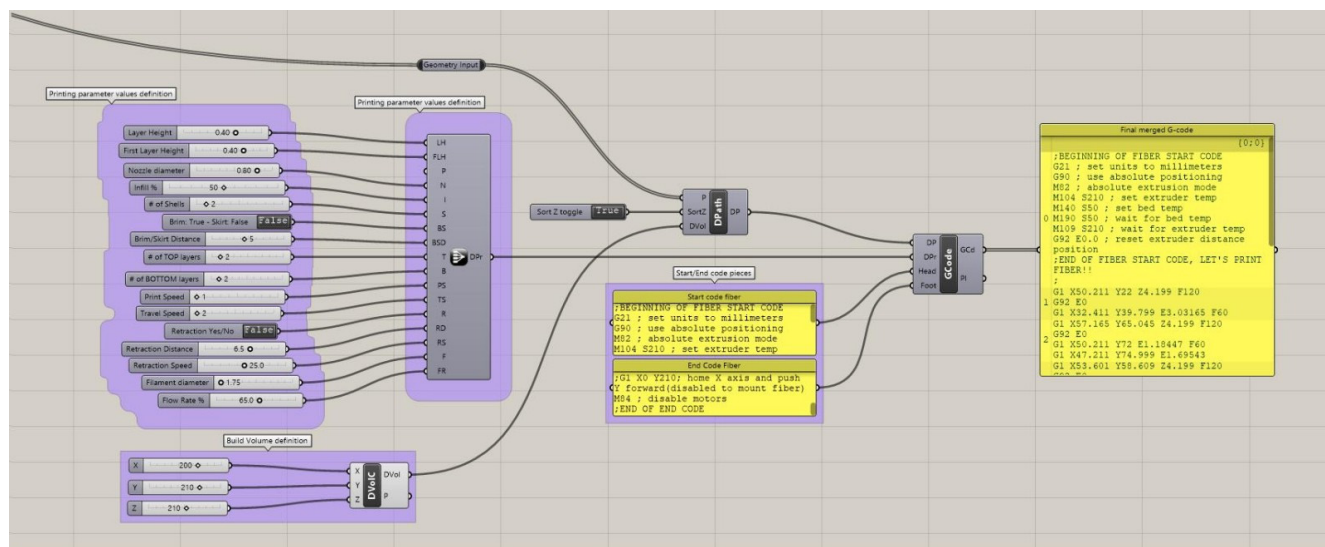 Geometry Input
Printing parameter values definition
Printing parameter values definition
Layer Height 0.40
First Layer Height 0.40
Nozzle diameter 0.80
Infill % 50
# of Shells 2
Brim: True - Skirt: False False
Brim/Skirt Distance 5
# of TOP layers 2
# of BOTTOM layers 2
Print Speed 1
Travel Speed 2
Retraction Yes/No False
Retraction Distance 6.5
Retraction Speed 25.0
Filament diameter 1.75
Flow Rate % 65.0
LH
FLH
P
N
I
S
BS
BSD
T
B
PS
TS
R
RD
RS
F
FR
DPr
Build Volume definition
X 200
Y 210
Z 210
X
Y
Z
DVolC
DVol
P
Sort Z toggle True
P
SortZ
DVol
DPath
DP
Start/End code pieces
Start code fiber
;BEGINNING OF FIBER START CODE
G21 ; set units to millimeters
G90 ; use absolute positioning
M82 ; absolute extrusion mode
M104 S210 ; set extruder temp
End Code Fiber
;G1 X0 Y210; home X axis and push
Y forward(disabled to mount fiber)
M84 ; disable motors
;END OF END CODE
DP
DPr
Head
Foot
GCode
GCd
Pl
Final merged G-code
{0;0}
;BEGINNING OF FIBER START CODE
G21 ; set units to millimeters
G90 ; use absolute positioning
M82 ; absolute extrusion mode
M104 S210 ; set extruder temp
M140 S50 ; set bed temp
0 M190 S50 ; wait for bed temp
M109 S210 ; wait for extruder temp
G92 E0.0 ; reset extruder distance
position
;END OF FIBER START CODE, LET'S PRINT
FIBER!!
;
G1 X50.211 Y22 Z4.199 F120
1 G92 E0
G1 X32.411 Y39.799 E3.03165 F60
G1 X57.165 Y65.045 Z4.199 F120
2 G92 E0
G1 X50.211 Y72 E1.18447 F60
G1 X47.211 Y74.999 E1.69543
G1 X53.601 Y58.609 Z4.199 F120